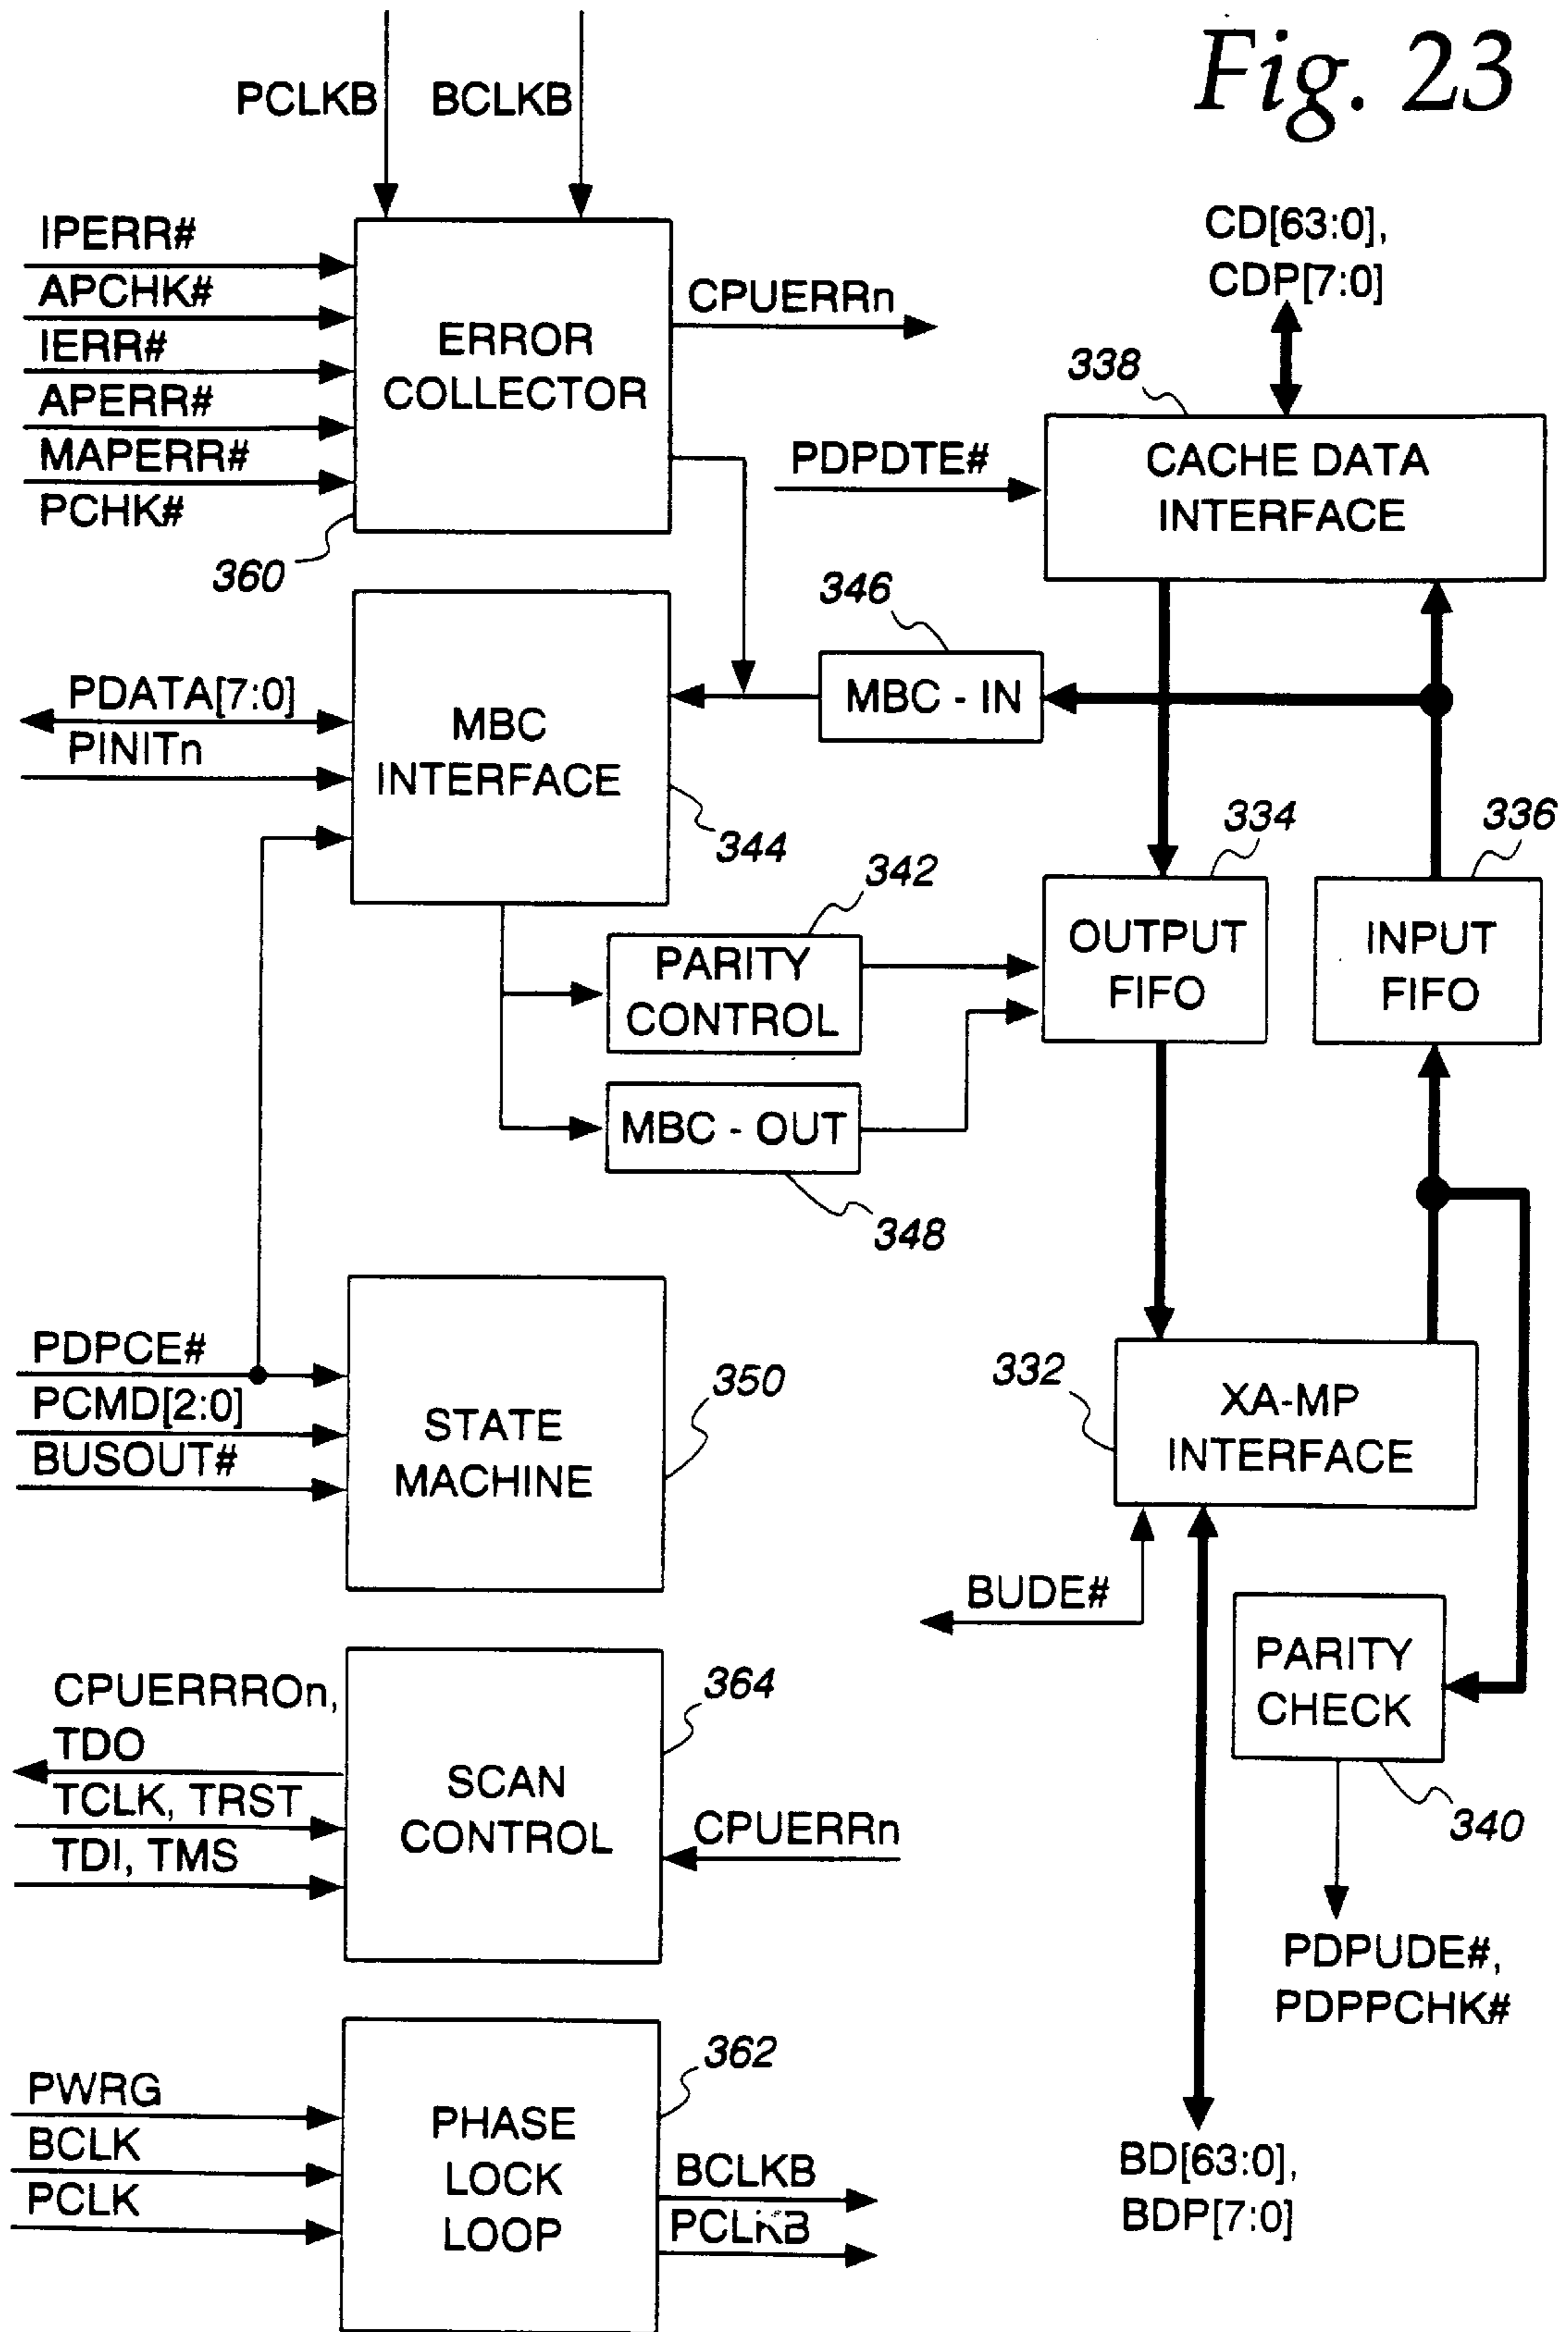 Fig. 23
PCLKB
BCLKB
IPERR#
APCHK#
IERR#
APERR#
MAPERR#
PCHK#
ERROR
COLLECTOR
360
CPUERRn
CD[63:0],
CDP[7:0]
338
PDPDTE#
CACHE DATA
INTERFACE
346
MBC - IN
PDATA[7:0]
PINITn
MBC
INTERFACE
344
342
PARITY
CONTROL
334
OUTPUT
FIFO
336
INPUT
FIFO
MBC - OUT
348
PDPCE#
PCMD[2:0]
BUSOUT#
STATE
MACHINE
350
332
XA-MP
INTERFACE
BUDE#
PARITY
CHECK
340
PDPUDE#,
PDPPCHK#
CPUERRROn,
TDO
TCLK, TRST
TDI, TMS
SCAN
CONTROL
364
CPUERRn
PWRG
BCLK
PCLK
PHASE
LOCK
LOOP
362
BCLKB
PCLKB
BD[63:0],
BDP[7:0]